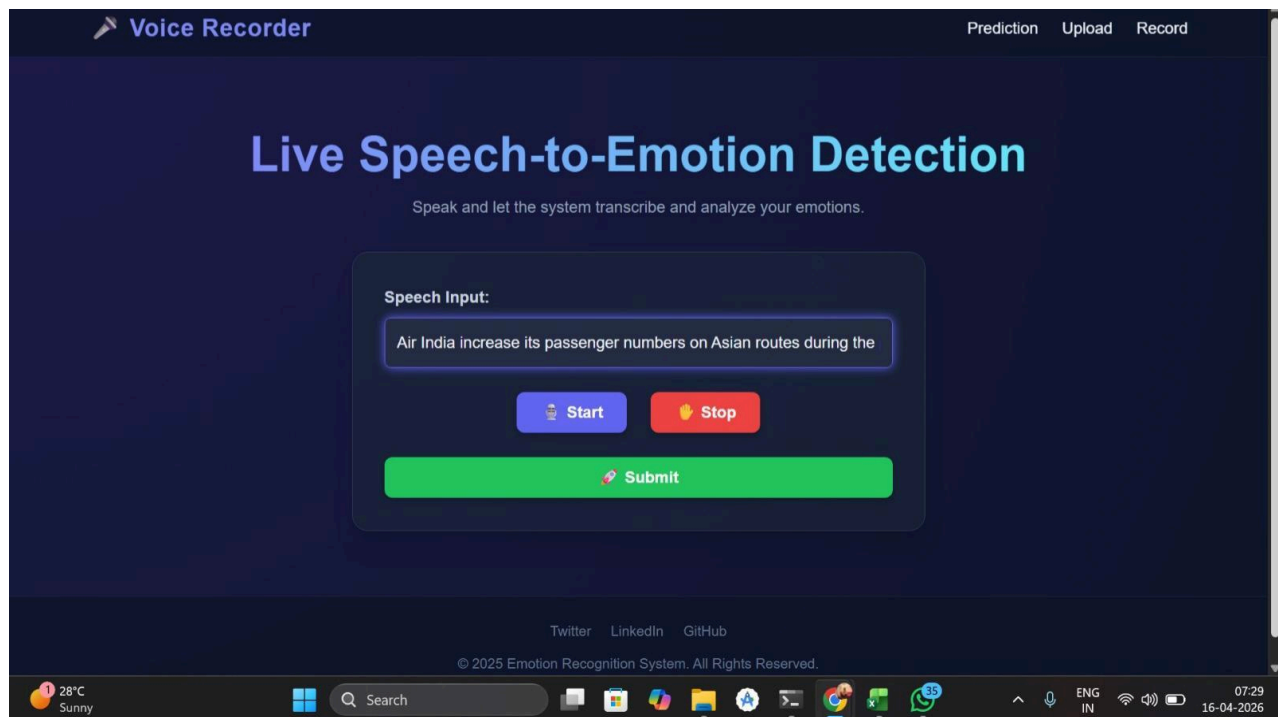 Voice Recorder
Prediction Upload Record
Live Speech-to-Emotion Detection
Speak and let the system transcribe and analyze your emotions.
Speech Input:
Air India increase its passenger numbers on Asian routes during the
Start Stop
Submit
Twitter LinkedIn GitHub
© 2025 Emotion Recognition System. All Rights Reserved.
1
28°C
Sunny
Search
35
ENG
IN
07:29
16-04-2026